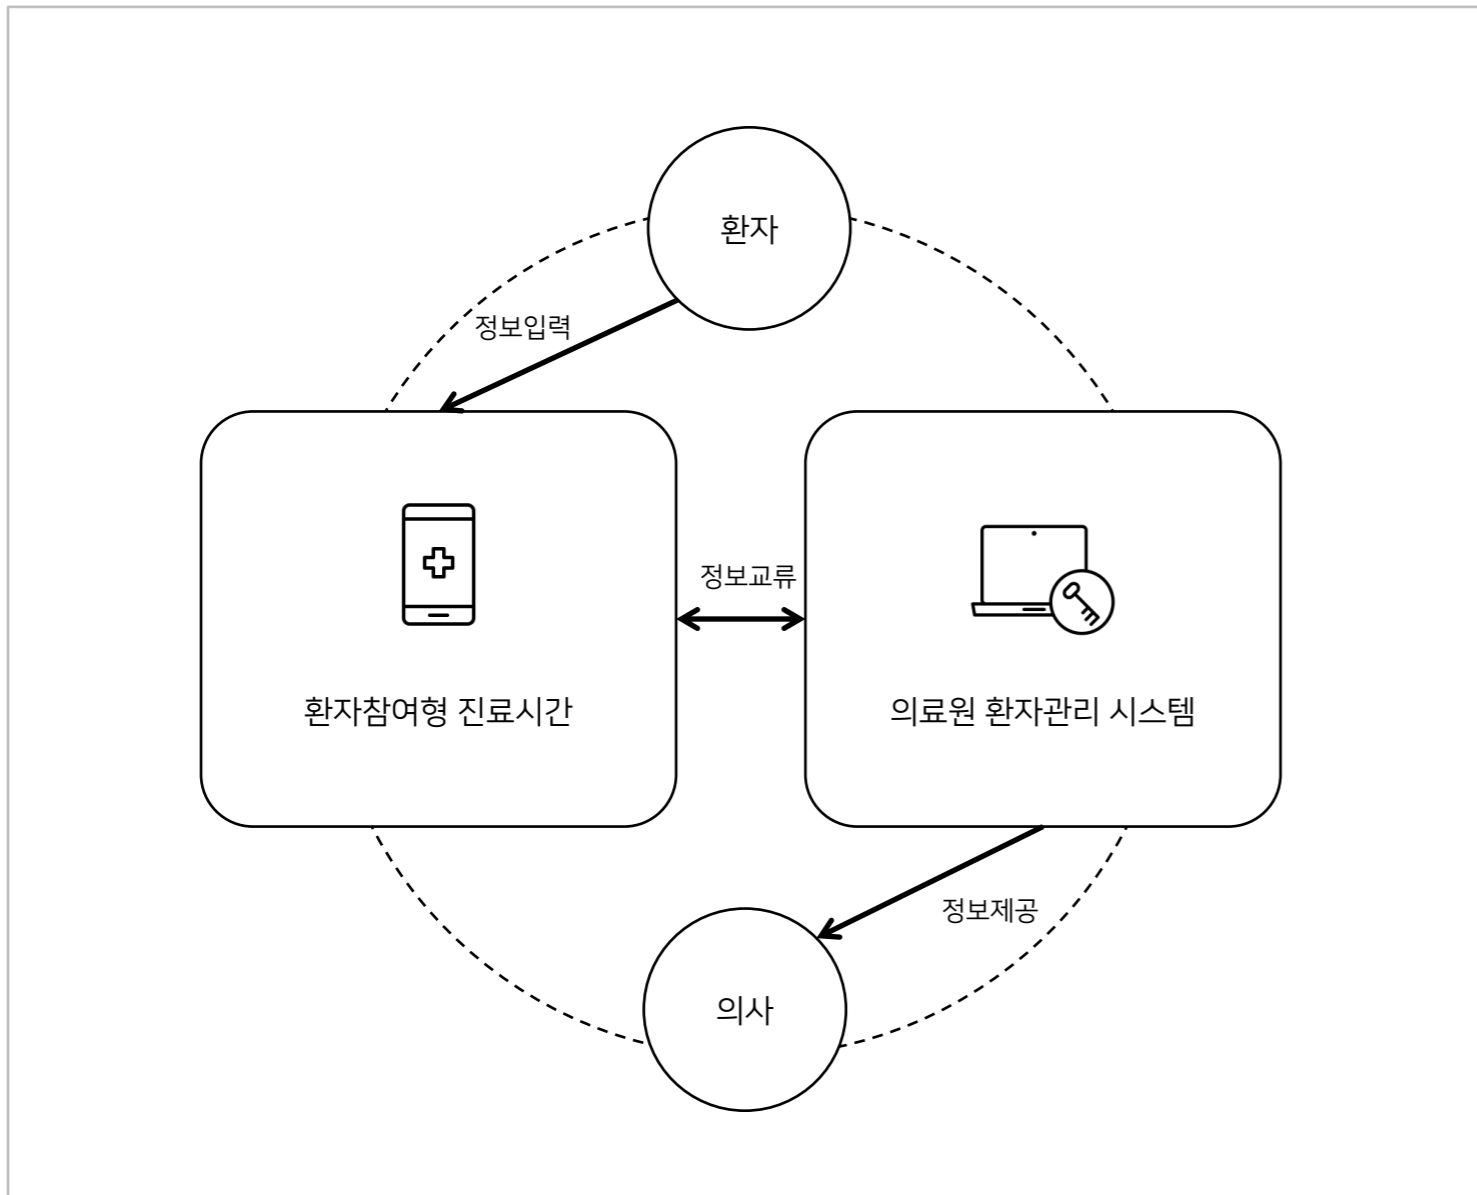 환자
정보입력
정보교류
환자참여형 진료시간
의료원 환자관리 시스템
정보제공
의사